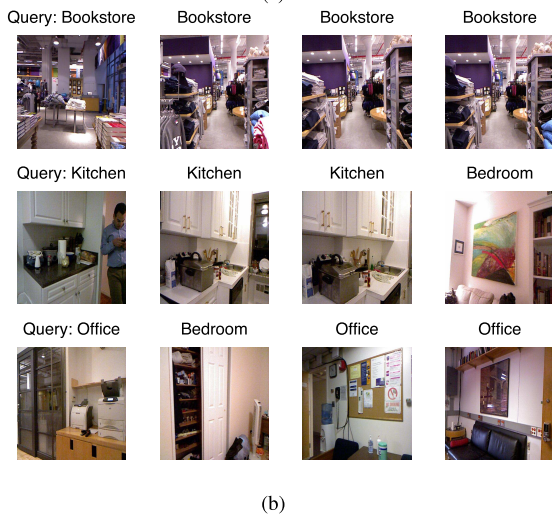 Query: Bookstore Bookstore Bookstore Bookstore
Query: Kitchen Kitchen Kitchen Bedroom
Query: Office Bedroom Office Office
(b)